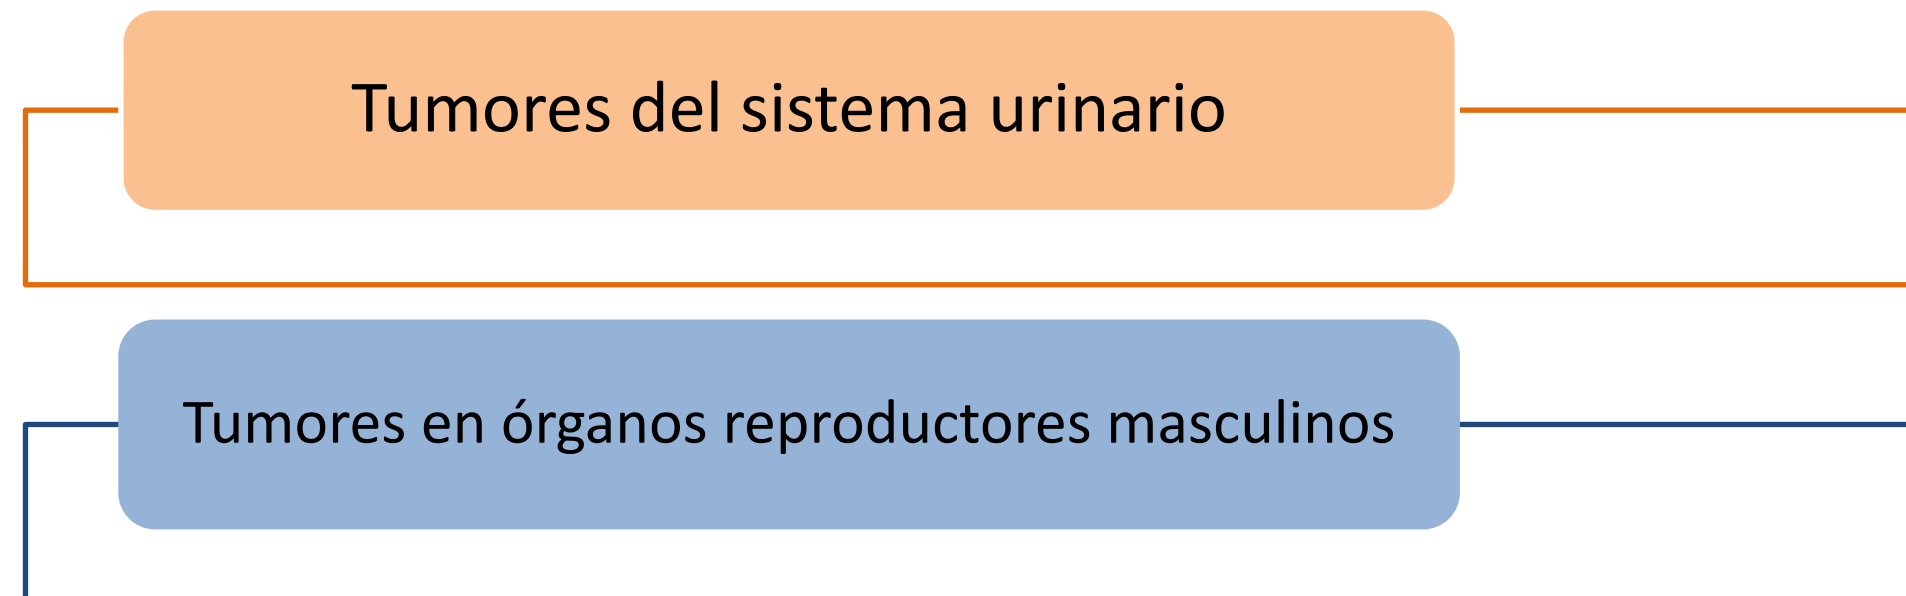 Tumores del sistema urinario
Tumores en órganos reproductores masculinos